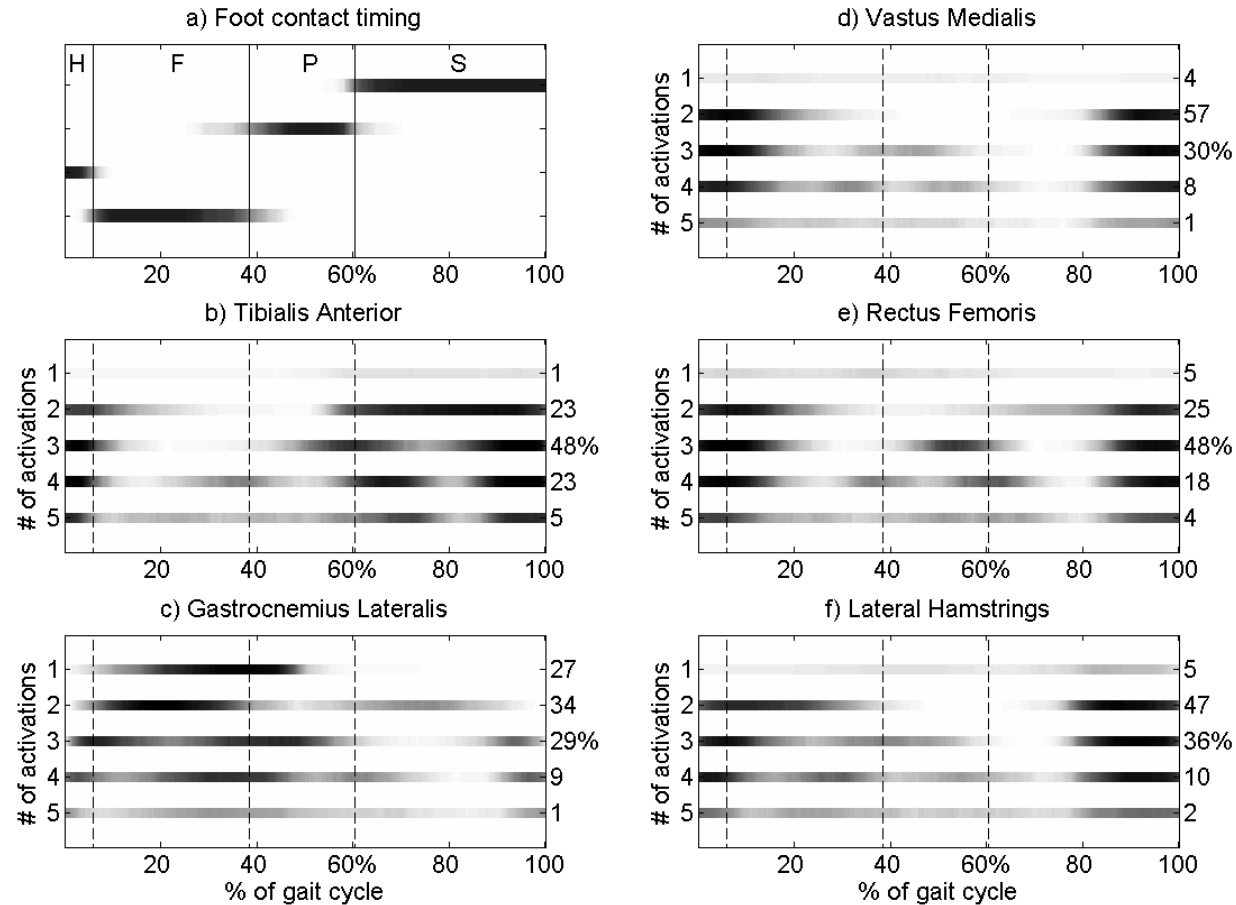 a) Foot contact timing
H F P S
20 40 60% 80 100
b) Tibialis Anterior
# of activations
1 1
2 23
3 48%
4 23
5 5
20 40 60% 80 100
c) Gastrocnemius Lateralis
# of activations
1 27
2 34
3 29%
4 9
5 1
20 40 60% 80 100
% of gait cycle
d) Vastus Medialis
# of activations
1 4
2 57
3 30%
4 8
5 1
20 40 60% 80 100
e) Rectus Femoris
# of activations
1 5
2 25
3 48%
4 18
5 4
20 40 60% 80 100
f) Lateral Hamstrings
# of activations
1 5
2 47
3 36%
4 10
5 2
20 40 60% 80 100
% of gait cycle